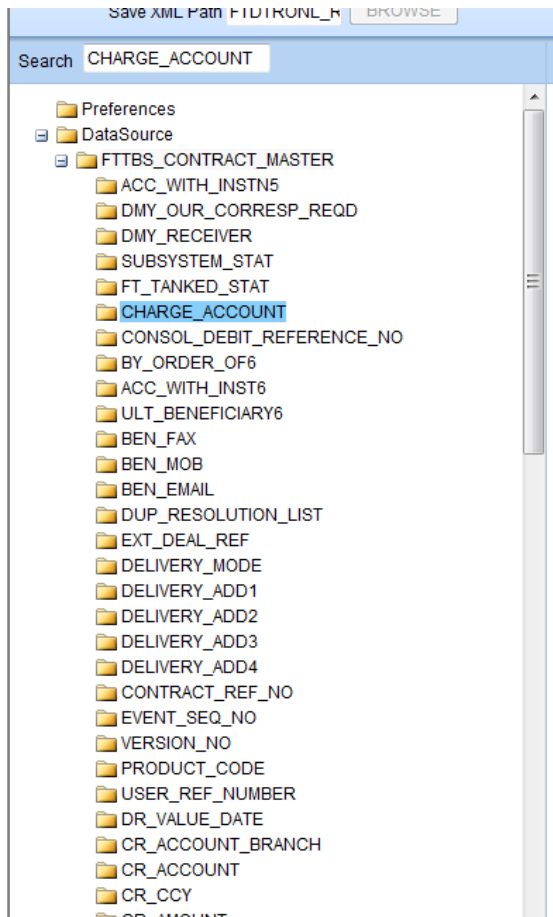 Save XML Path FTDTRONL_R BROWSE
Search CHARGE_ACCOUNT
Preferences
DataSource
FTTBS_CONTRACT_MASTER
ACC_WITH_INSTN5
DMY_OUR_CORRESP_REQD
DMY_RECEIVER
SUBSYSTEM_STAT
FT_TANKED_STAT
CHARGE_ACCOUNT
CONSOL_DEBIT_REFERENCE_NO
BY_ORDER_OF6
ACC_WITH_INST6
ULT_BENEFICIARY6
BEN_FAX
BEN_MOB
BEN_EMAIL
DUP_RESOLUTION_LIST
EXT_DEAL_REF
DELIVERY_MODE
DELIVERY_ADD1
DELIVERY_ADD2
DELIVERY_ADD3
DELIVERY_ADD4
CONTRACT_REF_NO
EVENT_SEQ_NO
VERSION_NO
PRODUCT_CODE
USER_REF_NUMBER
DR_VALUE_DATE
CR_ACCOUNT_BRANCH
CR_ACCOUNT
CR_CCY
CR_AMOUNT